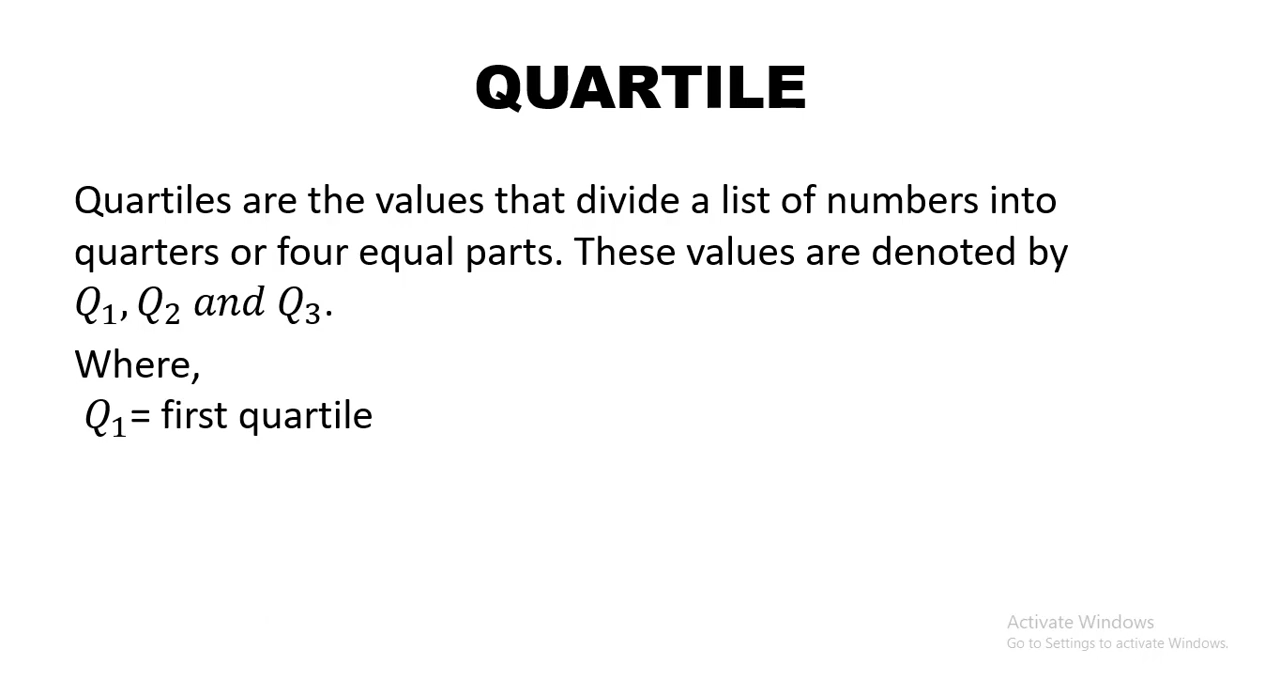 QUARTILE
Quartiles are the values that divide a list of numbers into
quarters or four equal parts. These values are denoted by
Q₁, Q₂ and Q₃.
Where,
Q₁= first quartile
Activate Windows
Go to Settings to activate Windows.